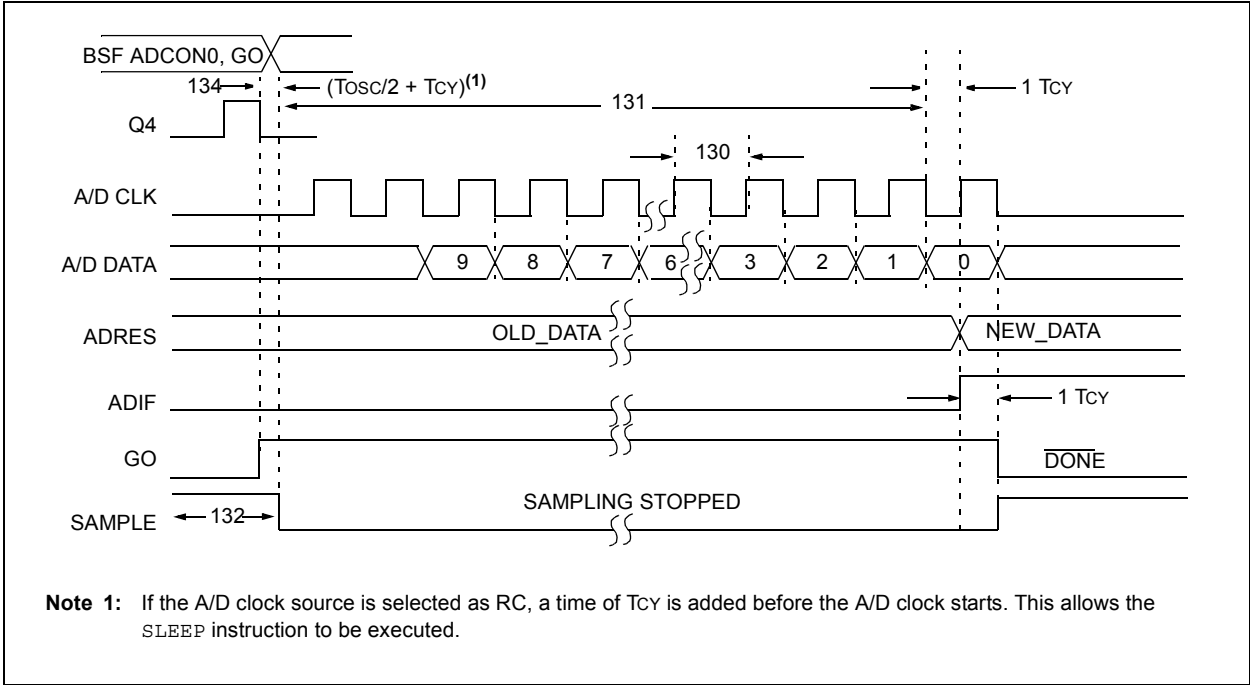 BSF ADCON0, GO
134 (TOSC/2 + TCY)(1) 1 TCY
131
Q4
130
A/D CLK
A/D DATA 9 8 7 6 3 2 1 0
ADRES OLD_DATA NEW_DATA
ADIF 1 TCY
GO DONE
SAMPLE 132 SAMPLING STOPPED
Note 1: If the A/D clock source is selected as RC, a time of TCY is added before the A/D clock starts. This allows the
SLEEP instruction to be executed.